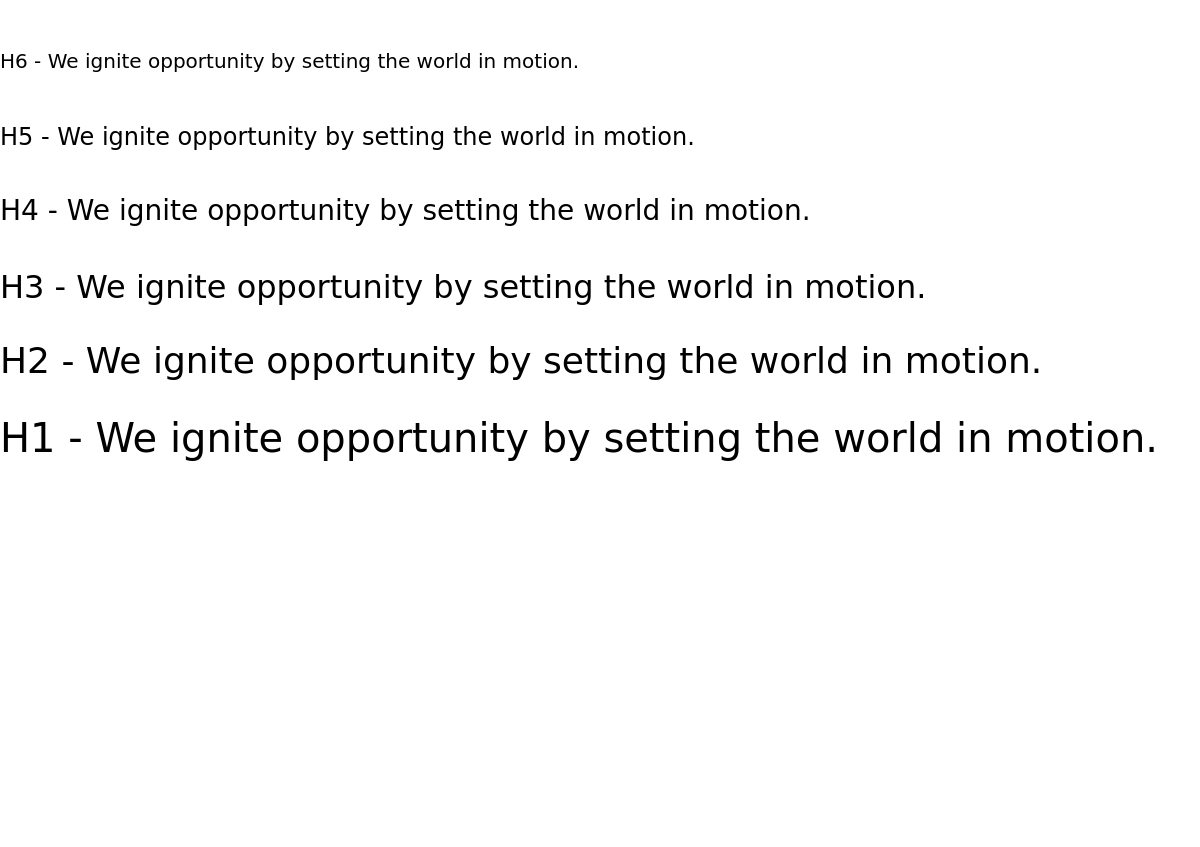 H6 - We ignite opportunity by setting the world in motion.
H5 - We ignite opportunity by setting the world in motion.
H4 - We ignite opportunity by setting the world in motion.
H3 - We ignite opportunity by setting the world in motion.
H2 - We ignite opportunity by setting the world in motion.
H1 - We ignite opportunity by setting the world in motion.